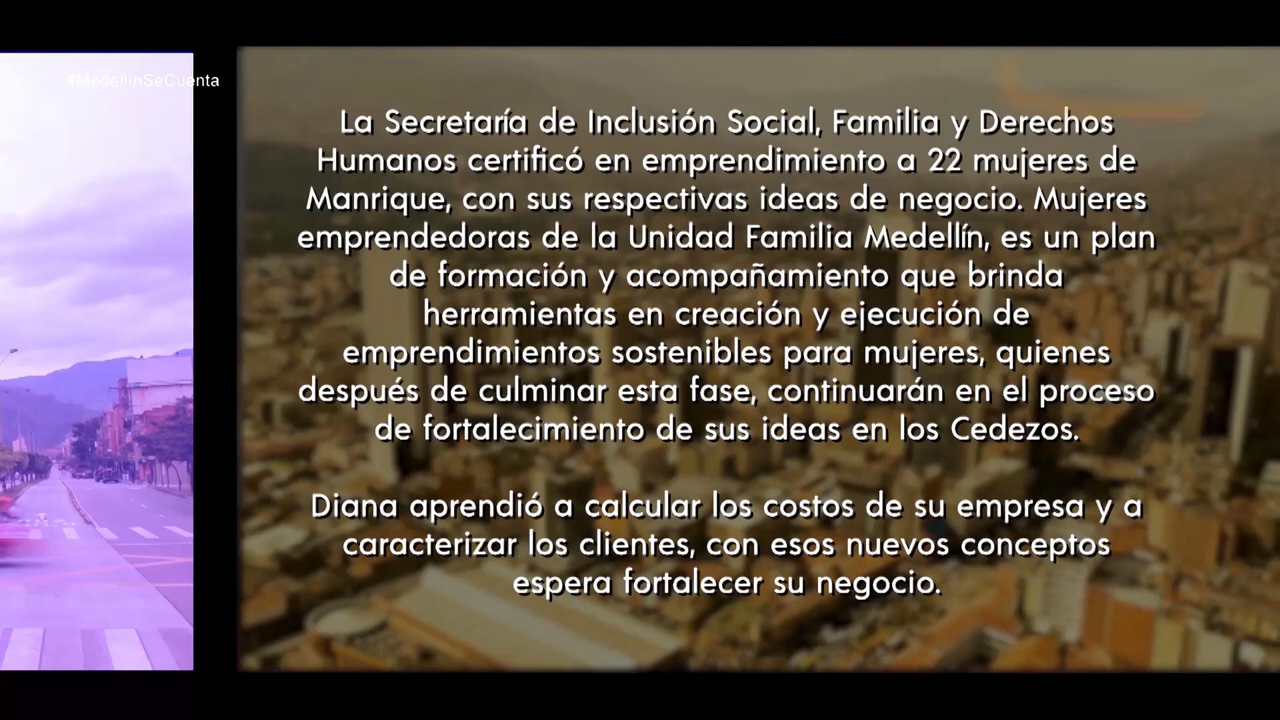 #MedellínSeCuenta
La Secretaría de Inclusión Social, Familia y Derechos
Humanos certificó en emprendimiento a 22 mujeres de
Manrique, con sus respectivas ideas de negocio. Mujeres
emprendedoras de la Unidad Familia Medellín, es un plan
de formación y acompañamiento que brinda
herramientas en creación y ejecución de
emprendimientos sostenibles para mujeres, quienes
después de culminar esta fase, continuarán en el proceso
de fortalecimiento de sus ideas en los Cedezos.
Diana aprendió a calcular los costos de su empresa y a
caracterizar los clientes, con esos nuevos conceptos
espera fortalecer su negocio.